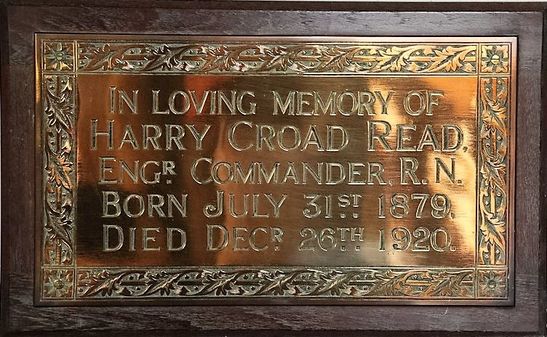 IN LOVING MEMORY OF
HARRY CROAD READ,
ENGR COMMANDER, R.N.
BORN JULY 31ST 1879.
DIED DECR 26TH 1920.